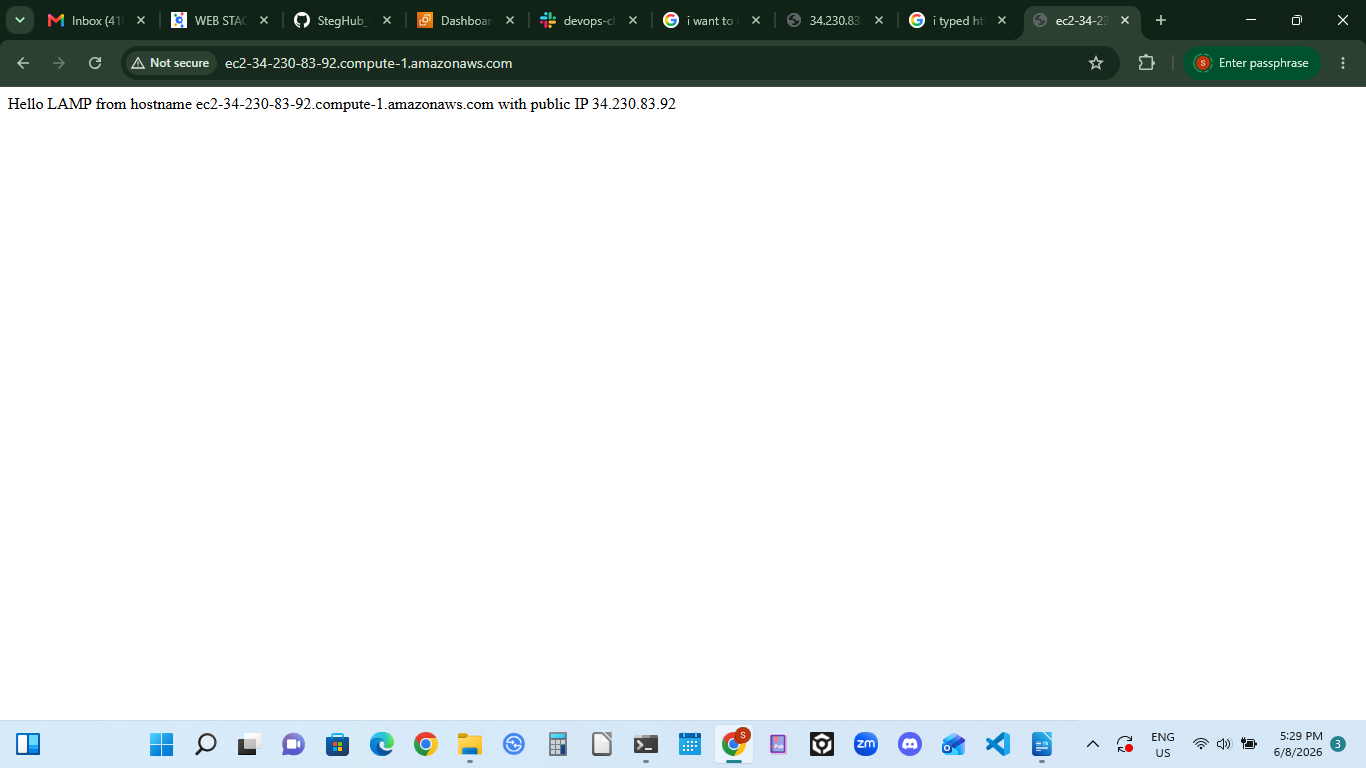 Inbox (41
WEB STAC
StegHub_
Dashboar
devops-cl
i want to
34.230.83
i typed ht
ec2-34-23
Not secure
ec2-34-230-83-92.compute-1.amazonaws.com
Enter passphrase
Hello LAMP from hostname ec2-34-230-83-92.compute-1.amazonaws.com with public IP 34.230.83.92
zm
S
ENG
US
5:29 PM
6/8/2026
3